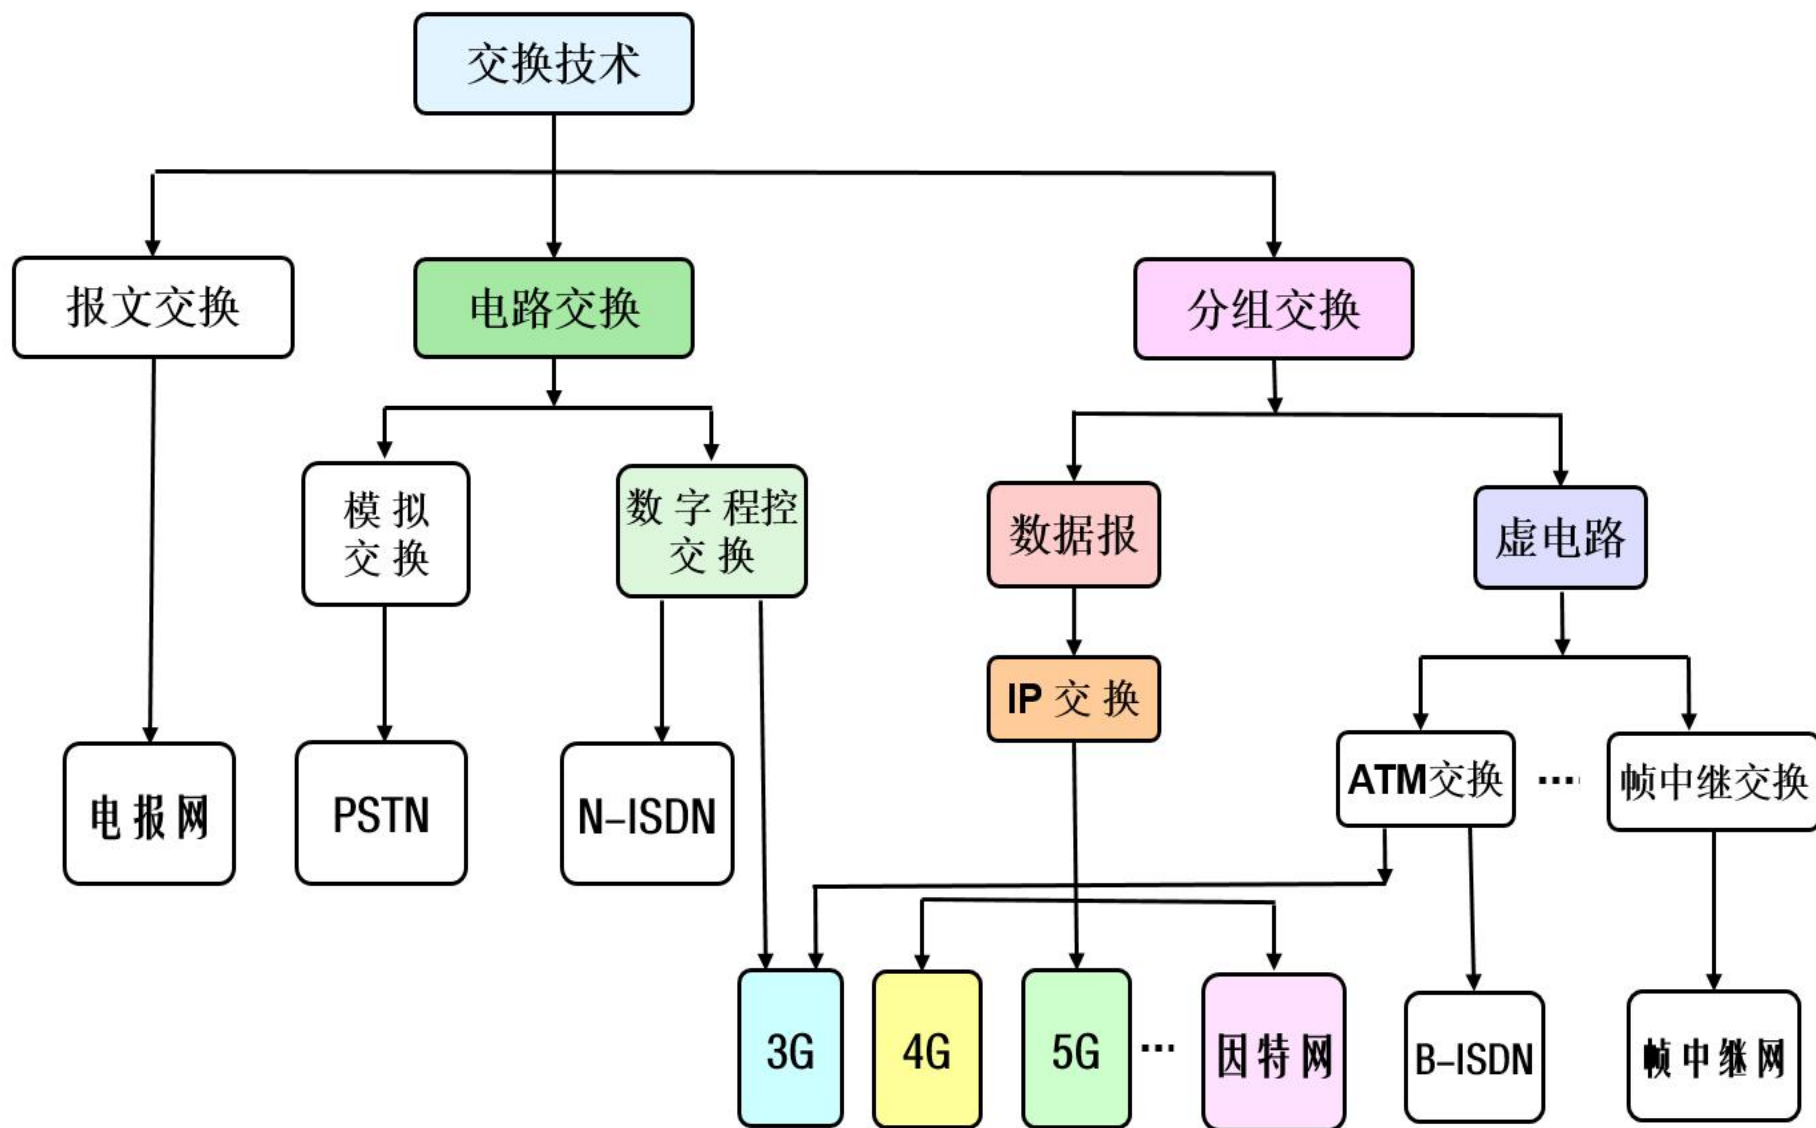 交换技术
报文交换
电路交换
分组交换
模拟
交换
数字程控
交换
数据报
虚电路
IP交换
ATM交换
····
帧中继交换
电报网
PSTN
N-ISDN
3G
4G
5G
...
因特网
B-ISDN
帧中继网